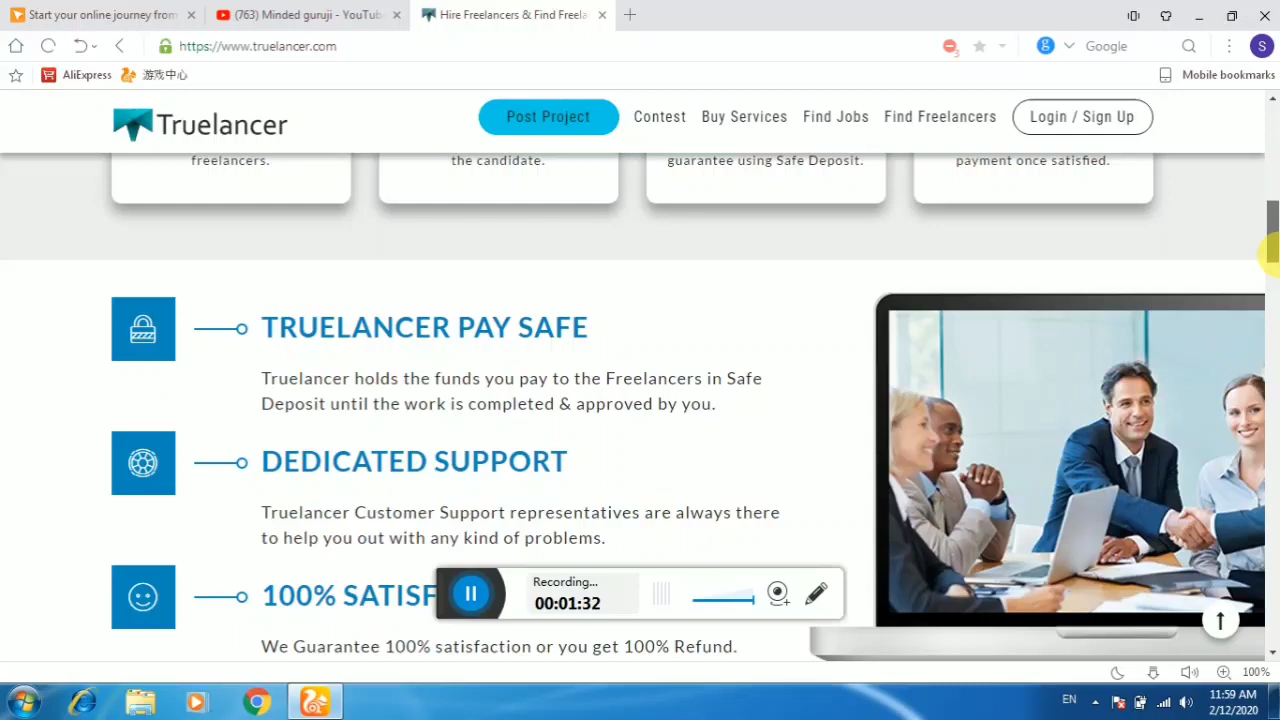 Start your online journey from
(763) Minded guruji - YouTub
Hire Freelancers & Find Freela
https://www.truelancer.com
3
g
Google
S
AliExpress
游戏中心
Mobile bookmarks
Truelancer
Post Project
Contest
Buy Services
Find Jobs
Find Freelancers
Login / Sign Up
freelancers.
the candidate.
guarantee using Safe Deposit.
payment once satisfied.
TRUELANCER PAY SAFE
Truelancer holds the funds you pay to the Freelancers in Safe
Deposit until the work is completed & approved by you.
DEDICATED SUPPORT
Truelancer Customer Support representatives are always there
to help you out with any kind of problems.
100% SATISF
Recording...
00:01:32
We Guarantee 100% satisfaction or you get 100% Refund.
100%
EN
11:59 AM
2/12/2020